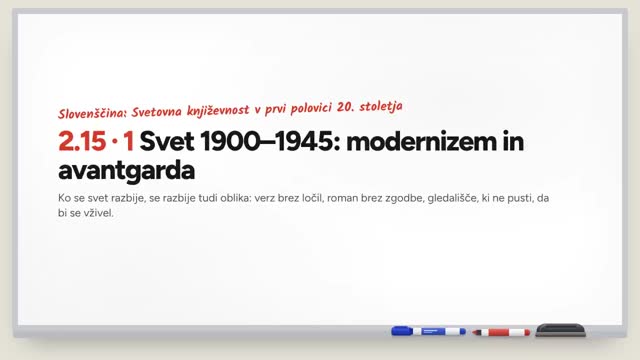 Slovenščina: Svetovna književnost v prvi polovici 20. stoletja
2.15 · 1 Svet 1900–1945: modernizem in
avantgarda
Ko se svet razbije, se razbije tudi oblika: verz brez ločil, roman brez zgodbe, gledališče, ki ne pusti, da
bi se vživel.